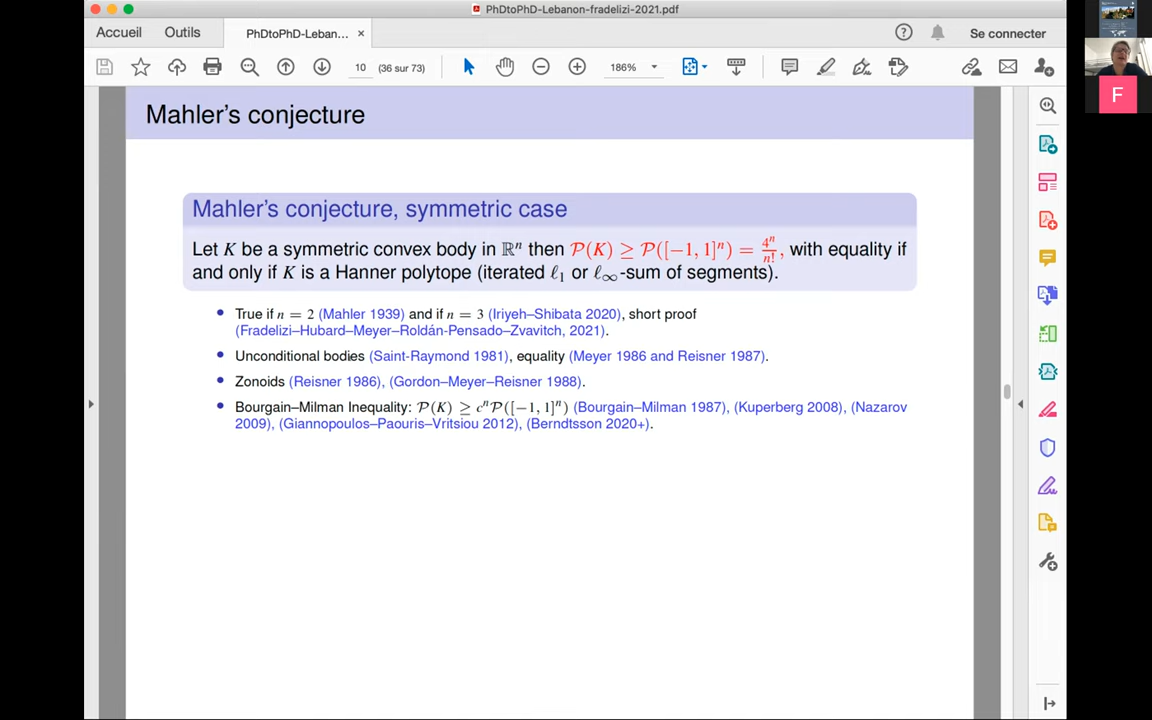 PhDtoPhD-Lebanon-fradelizi-2021.pdf
Accueil Outils PhDtoPhD-Leban... × Se connecter
10 (36 sur 73) 186%
F
Mahler's conjecture
Mahler's conjecture, symmetric case
Let K be a symmetric convex body in ℝⁿ then 𝒫(K) ≥ 𝒫([−1, 1]ⁿ) = 4ⁿ/n!, with equality if
and only if K is a Hanner polytope (iterated ℓ₁ or ℓ∞-sum of segments).
• True if n = 2 (Mahler 1939) and if n = 3 (Iriyeh–Shibata 2020), short proof
(Fradelizi–Hubard–Meyer–Roldán-Pensado–Zvavitch, 2021).
• Unconditional bodies (Saint-Raymond 1981), equality (Meyer 1986 and Reisner 1987).
• Zonoids (Reisner 1986), (Gordon–Meyer–Reisner 1988).
• Bourgain–Milman Inequality: 𝒫(K) ≥ cⁿ𝒫([−1, 1]ⁿ) (Bourgain–Milman 1987), (Kuperberg 2008), (Nazarov
2009), (Giannopoulos–Paouris–Vritsiou 2012), (Berndtsson 2020+).